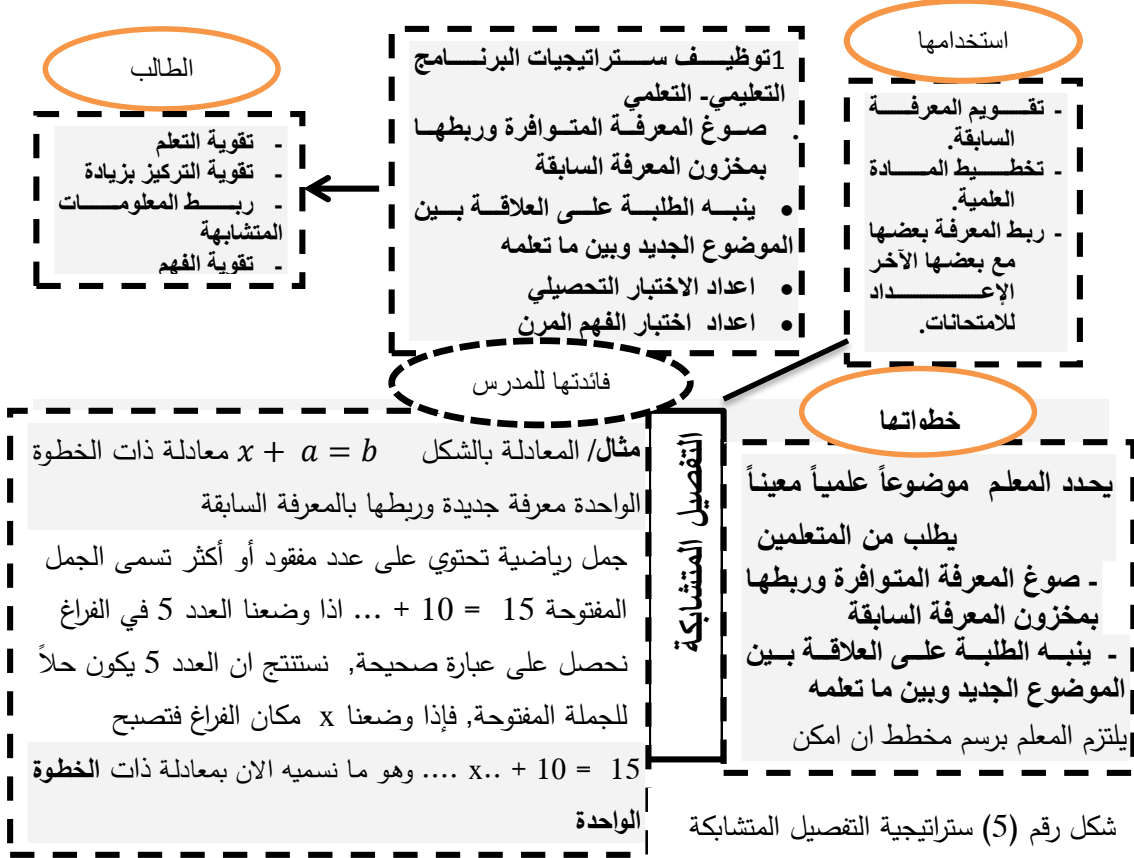 استخدامها
- تقويم المعرفة
السابقة.
- تخطيط المادة
العلمية.
- ربط المعرفة بعضها
مع بعضها الآخر
الإعداد
للامتحانات.
1توظيف ستراتيجيات البرنامج
التعليمي- التعلمي
. صوغ المعرفة المتوافرة وربطها
بمخزون المعرفة السابقة
• ينبه الطلبة على العلاقة بين
الموضوع الجديد وبين ما تعلمه
• اعداد الاختبار التحصيلي
• اعداد اختبار الفهم المرن
فائدتها للمدرس
الطالب
- تقوية التعلم
- تقوية التركيز بزيادة
- ربط المعلومات
المتشابهة
- تقوية الفهم
خطواتها
يحدد المعلم موضوعاً علمياً معيناً
يطلب من المتعلمين
- صوغ المعرفة المتوافرة وربطها
بمخزون المعرفة السابقة
- ينبه الطلبة على العلاقة بين
الموضوع الجديد وبين ما تعلمه
يلتزم المعلم برسم مخطط ان امكن
التفصيل المتشابكة
مثال/ المعادلة بالشكل x + a = b معادلة ذات الخطوة
الواحدة معرفة جديدة وربطها بالمعرفة السابقة
جمل رياضية تحتوي على عدد مفقود أو أكثر تسمى الجمل
المفتوحة 15 = 10 + ... اذا وضعنا العدد 5 في الفراغ
نحصل على عبارة صحيحة, نستنتج ان العدد 5 يكون حلاً
للجملة المفتوحة, فإذا وضعنا x مكان الفراغ فتصبح
15 = 10 + ..x .... وهو ما نسميه الان بمعادلة ذات الخطوة
الواحدة
شكل رقم (5) ستراتيجية التفصيل المتشابكة